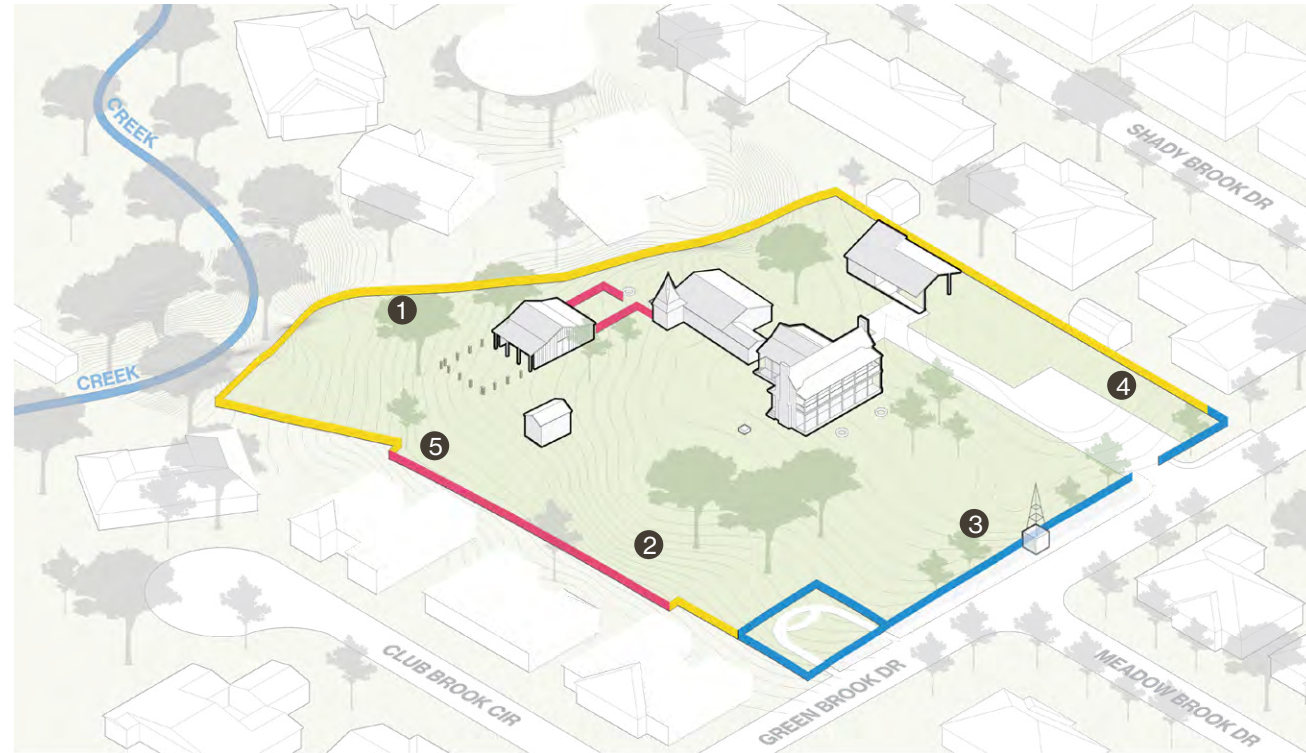 CREEK
SHADY BROOK DR
1
CREEK
4
5
3
2
CLUB BROOK CIR
GREEN BROOK DR
MEADOW BROOK DR